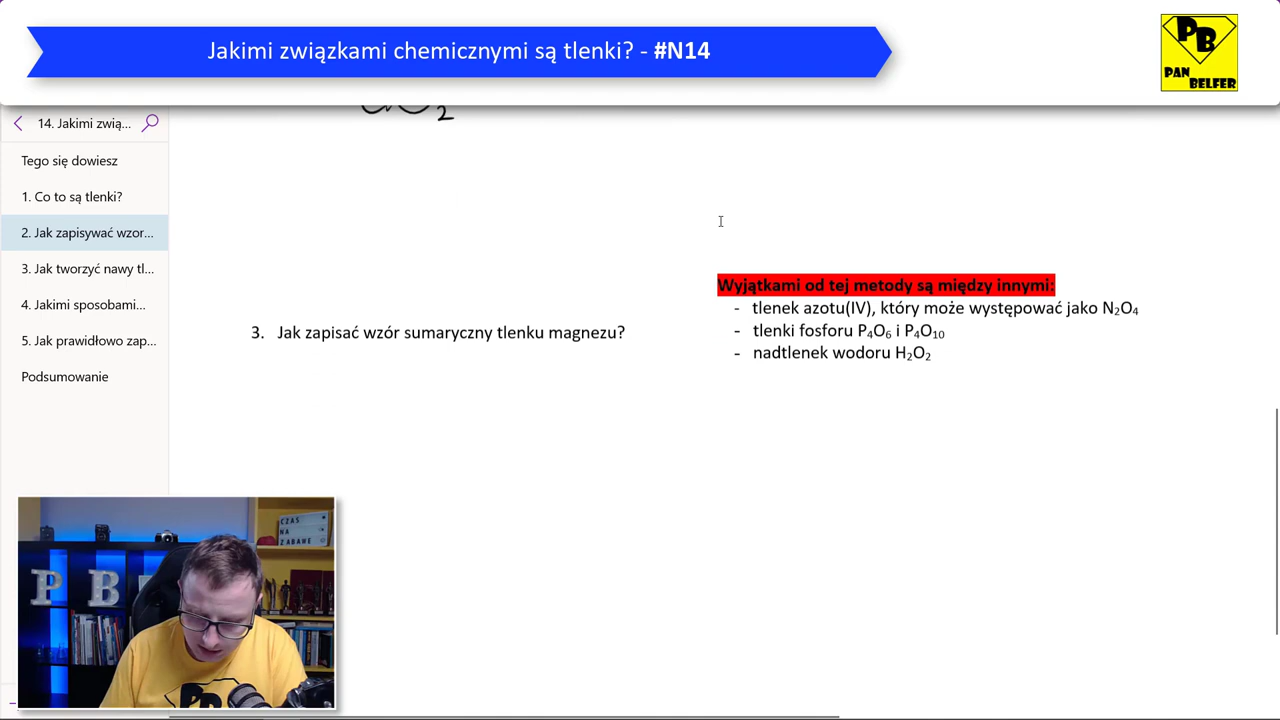 Jakimi związkami chemicznymi są tlenki? - #N14
PB
PAN
BELFER
14. Jakimi zwią...
Tego się dowiesz
1. Co to są tlenki?
2. Jak zapisywać wzor...
3. Jak tworzyć nawy tl...
4. Jakimi sposobami...
5. Jak prawidłowo zap...
Podsumowanie
2
Wyjątkami od tej metody są między innymi:
- tlenek azotu(IV), który może występować jako N₂O₄
- tlenki fosforu P₄O₆ i P₄O₁₀
- nadtlenek wodoru H₂O₂
3. Jak zapisać wzór sumaryczny tlenku magnezu?
CZAS
NA
ZABAWE
P B